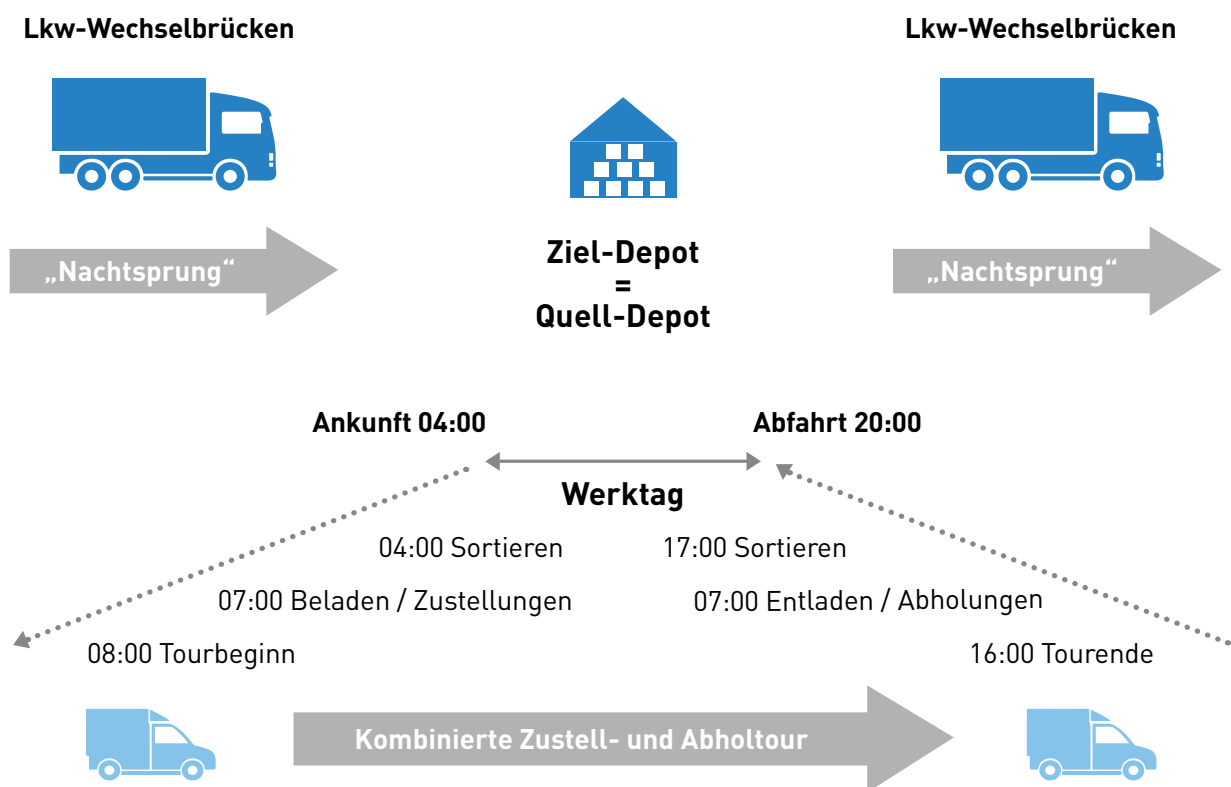 Lkw-Wechselbrücken
Lkw-Wechselbrücken
„Nachtsprung“
Ziel-Depot
=
Quell-Depot
„Nachtsprung“
Ankunft 04:00
Abfahrt 20:00
Werktag
04:00 Sortieren
17:00 Sortieren
07:00 Beladen / Zustellungen
07:00 Entladen / Abholungen
08:00 Tourbeginn
16:00 Tourende
Kombinierte Zustell- und Abholtour